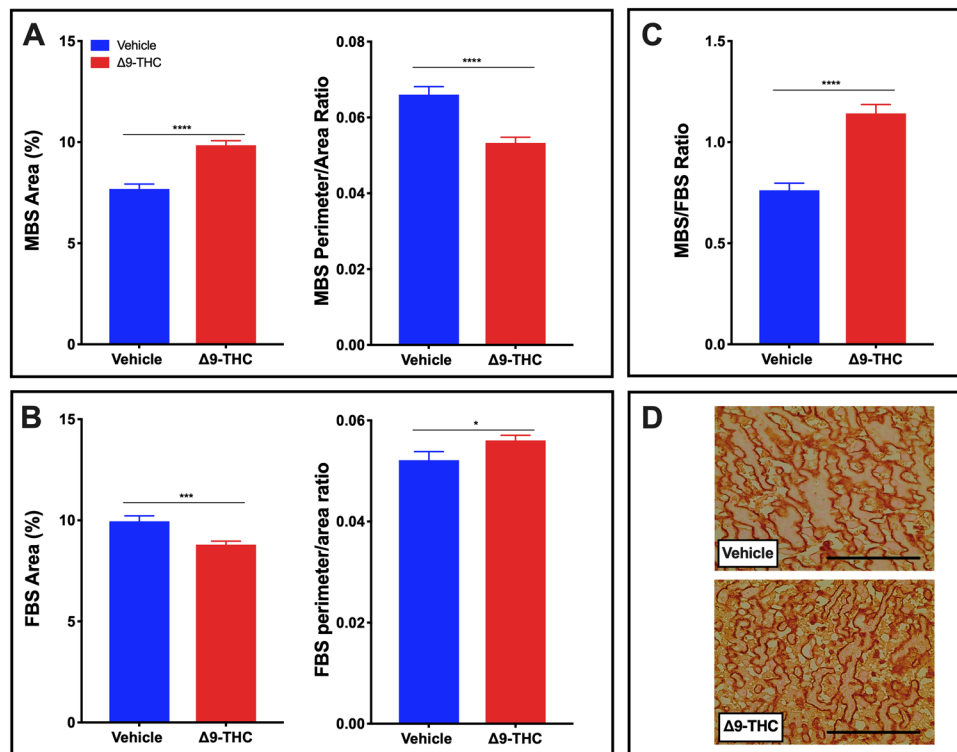 A
Vehicle
Δ9-THC
MBS Area (%)
15
10
5
0
****
Vehicle
Δ9-THC
MBS Perimeter/Area Ratio
0.08
0.06
0.04
0.02
0.00
****
Vehicle
Δ9-THC
C
MBS/FBS Ratio
1.5
1.0
0.5
0.0
****
Vehicle
Δ9-THC
B
FBS Area (%)
15
10
5
0
***
Vehicle
Δ9-THC
FBS perimeter/area ratio
0.06
0.04
0.02
0.00
*
Vehicle
Δ9-THC
D
Vehicle
Δ9-THC